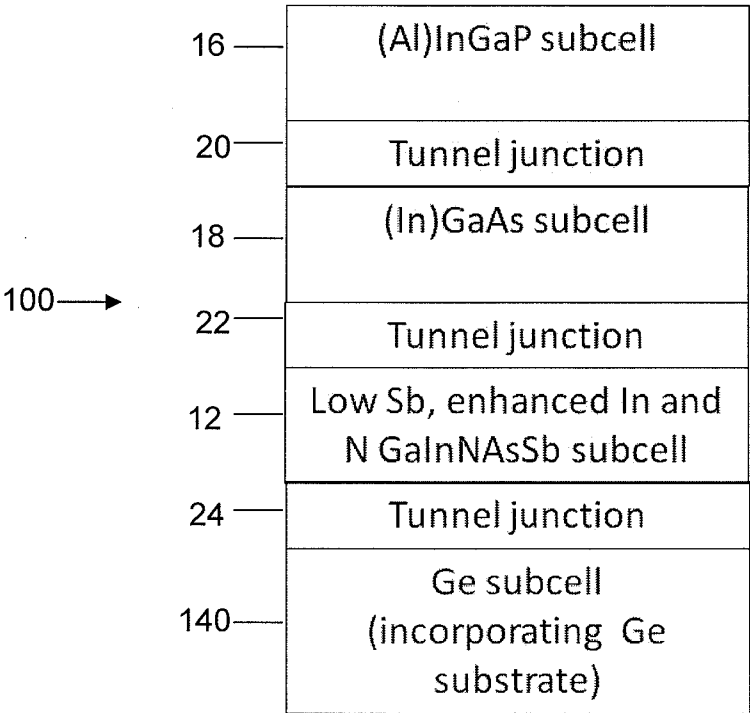 16 (Al)InGaP subcell
20 Tunnel junction
18 (In)GaAs subcell
100
22 Tunnel junction
12 Low Sb, enhanced In and
N GaInNAsSb subcell
24 Tunnel junction
Ge subcell
140 (incorporating Ge
substrate)